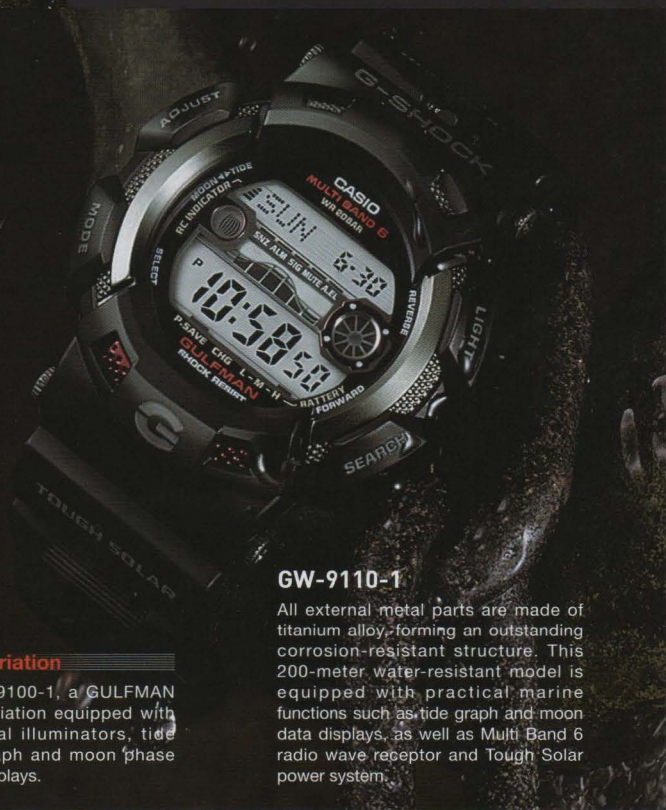 G-SHOCK
ADJUST
MODE
SELECT
MOON◄►TIDE
RC INDICATOR
CASIO
MULTI BAND 6
WR 20BAR
SUN 6-30
SNZ ALM SIG MUTE A.EL
P 10:58 50
P-SAVE CHG L-M-H
BATTERY
GULFMAN
SHOCK RESIST
REVERSE
LIGHT
FORWARD
SEARCH
G
TOUGH SOLAR
riation
9100-1, a GULFMAN
iation equipped with
al illuminators, tide
ph and moon phase
plays.
GW-9110-1
All external metal parts are made of
titanium alloy, forming an outstanding
corrosion-resistant structure. This
200-meter water-resistant model is
equipped with practical marine
functions such as tide graph and moon
data displays, as well as Multi Band 6
radio wave receptor and Tough Solar
power system.